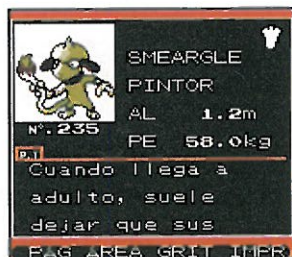 SMEARGLE
PINTOR
AL 1.2m
Nº.235
PE 58.0kg
P.1
Cuando llega a
adulto, suele
dejar que sus
PAG AREA GRIT IMPR